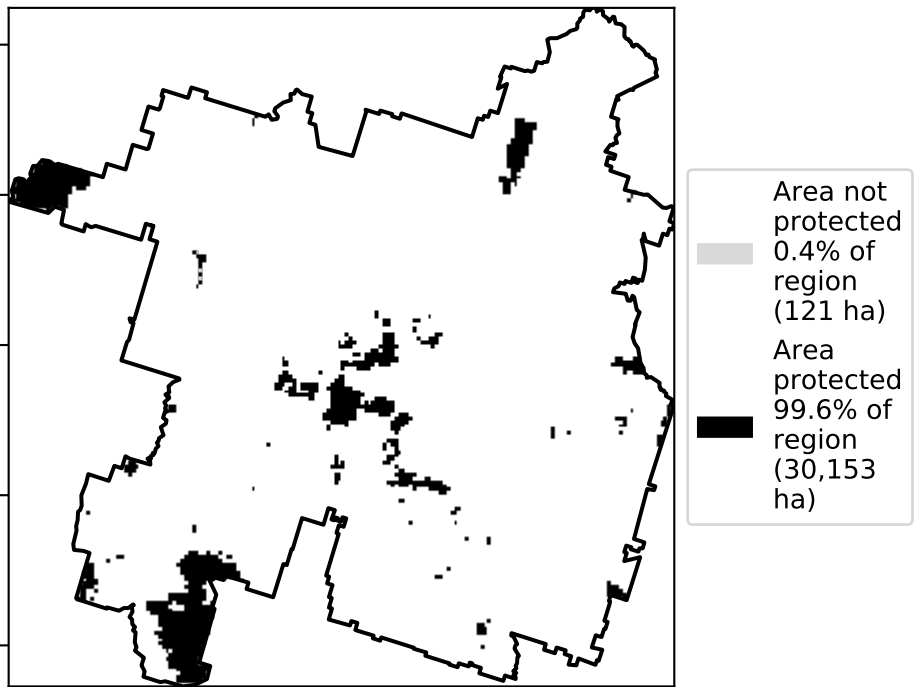 Area not
protected
0.4% of
region
(121 ha)
Area
protected
99.6% of
region
(30,153
ha)